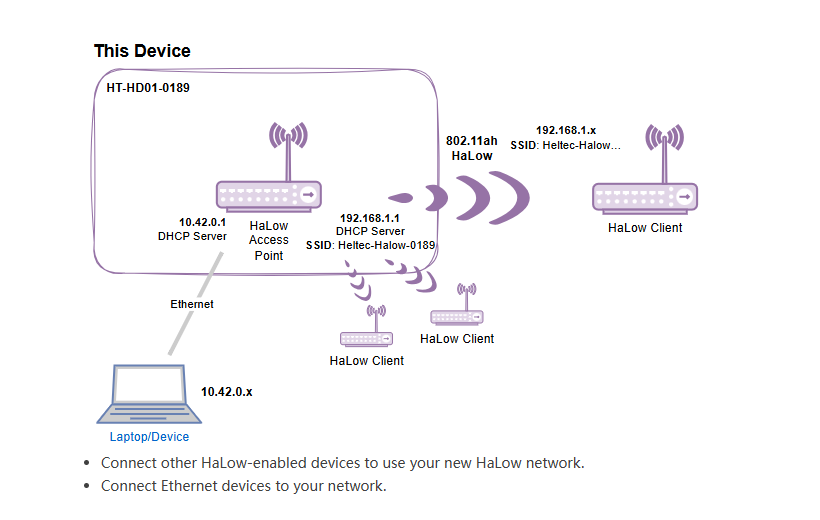 This Device
HT-HD01-0189
802.11ah
HaLow
192.168.1.x
SSID: Heltec-Halow...
HaLow Client
10.42.0.1
DHCP Server
HaLow
Access
Point
192.168.1.1
DHCP Server
SSID: Heltec-Halow-0189
Ethernet
HaLow Client
HaLow Client
10.42.0.x
Laptop/Device
• Connect other HaLow-enabled devices to use your new HaLow network.
• Connect Ethernet devices to your network.